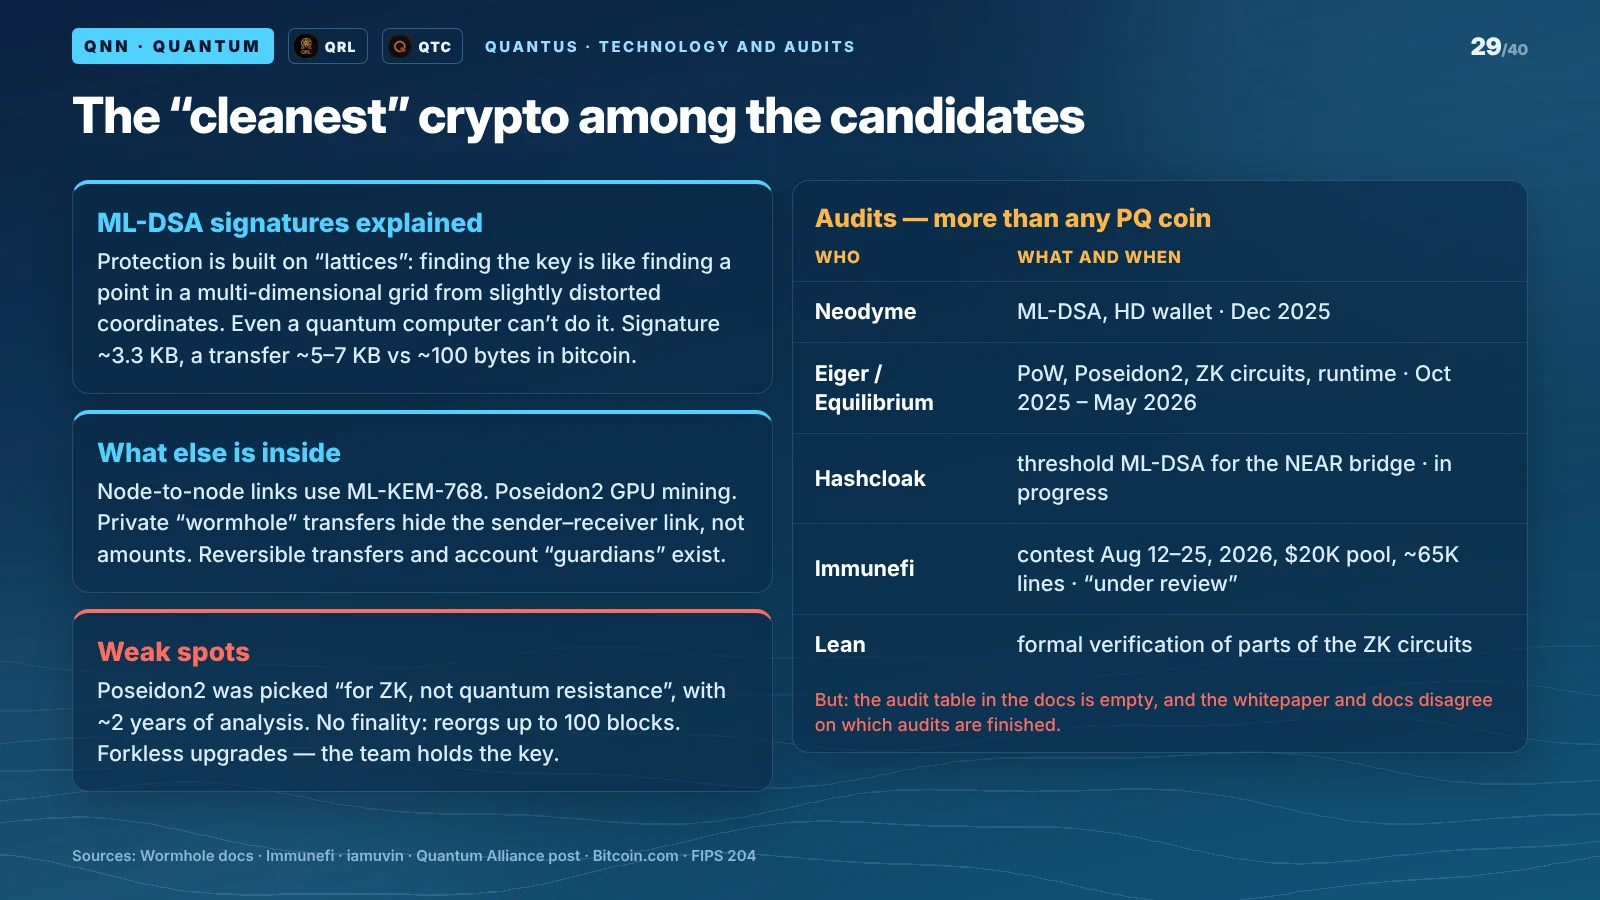 QNN · QUANTUM
QRL
QTC
QUANTUS · TECHNOLOGY AND AUDITS
29/40
The “cleanest” crypto among the candidates
ML-DSA signatures explained
Protection is built on “lattices”: finding the key is like finding a
point in a multi-dimensional grid from slightly distorted
coordinates. Even a quantum computer can’t do it. Signature
~3.3 KB, a transfer ~5–7 KB vs ~100 bytes in bitcoin.
What else is inside
Node-to-node links use ML-KEM-768. Poseidon2 GPU mining.
Private “wormhole” transfers hide the sender–receiver link, not
amounts. Reversible transfers and account “guardians” exist.
Weak spots
Poseidon2 was picked “for ZK, not quantum resistance”, with
~2 years of analysis. No finality: reorgs up to 100 blocks.
Forkless upgrades — the team holds the key.
Audits — more than any PQ coin
WHO WHAT AND WHEN
Neodyme ML-DSA, HD wallet · Dec 2025
Eiger / Equilibrium PoW, Poseidon2, ZK circuits, runtime · Oct
2025 – May 2026
Hashcloak threshold ML-DSA for the NEAR bridge · in
progress
Immunefi contest Aug 12–25, 2026, $20K pool, ~65K
lines · “under review”
Lean formal verification of parts of the ZK circuits
But: the audit table in the docs is empty, and the whitepaper and docs disagree
on which audits are finished.
Sources: Wormhole docs · Immunefi · iamuvin · Quantum Alliance post · Bitcoin.com · FIPS 204